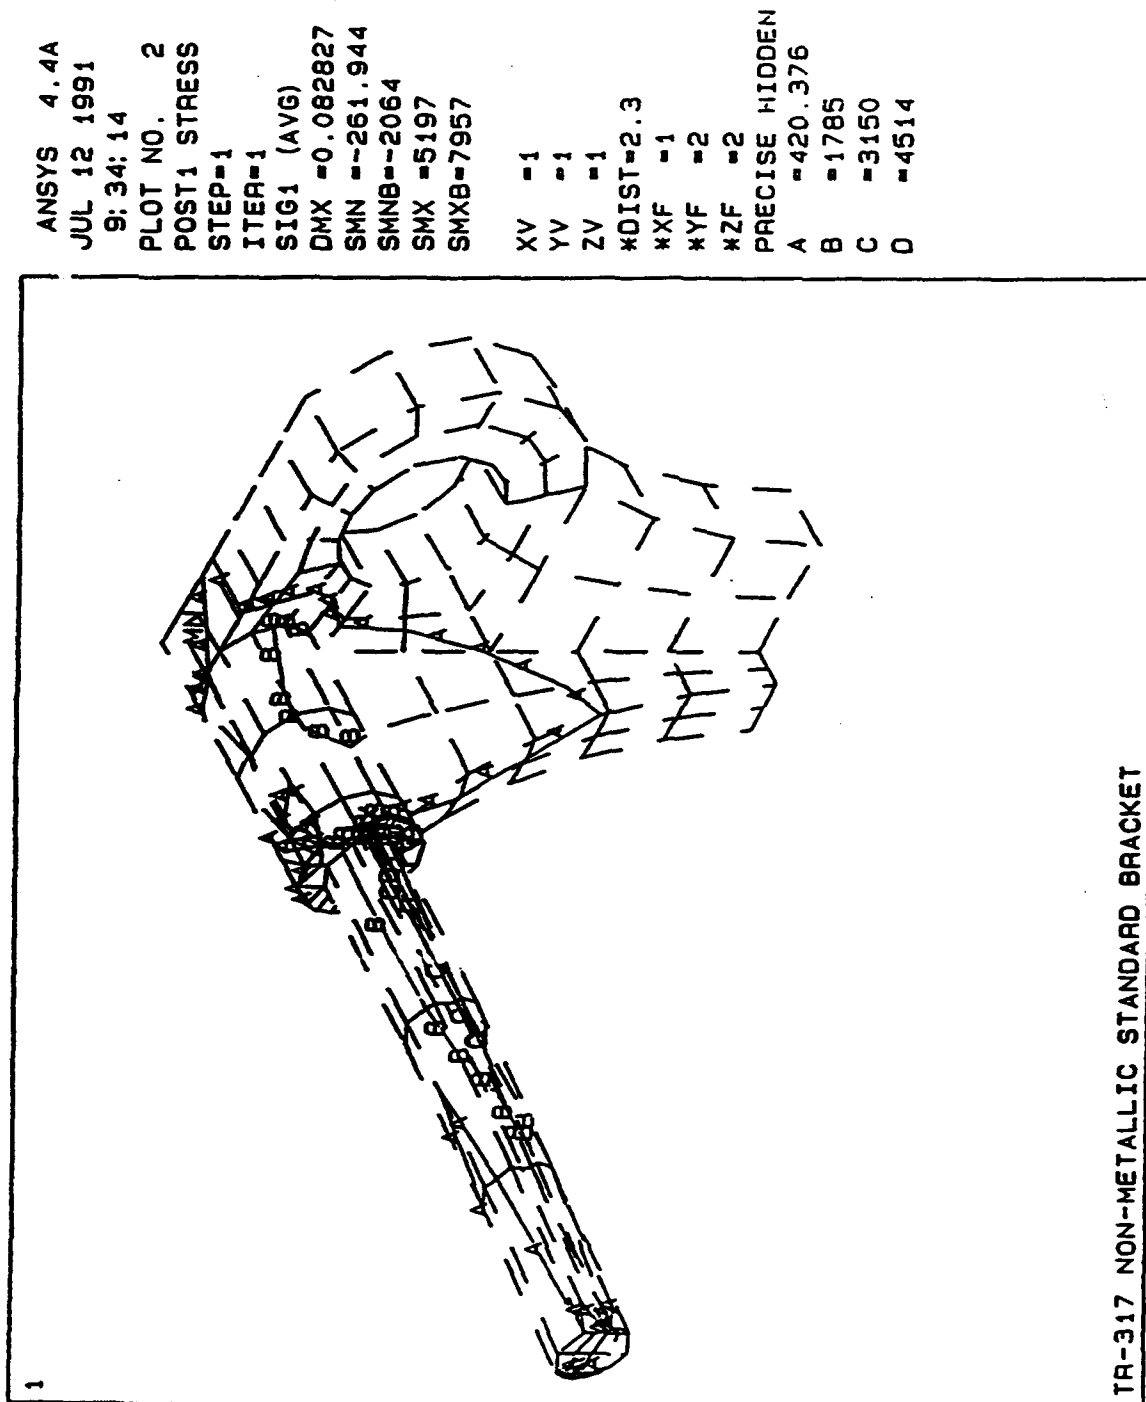 ANSYS 4.4A
JUL 12 1991
9:34:14
PLOT NO. 2
POST1 STRESS
STEP=1
ITER=1
SIG1 (AVG)
DMX =0.082827
SMN =-261.944
SMNB=-2064
SMX =5197
SMXB=7957
XV =1
YV =1
ZV =1
*DIST=2.3
*XF =1
*YF =2
*ZF =2
PRECISE HIDDEN
A =420.376
B =1785
C =3150
D =4514
1
MN
TR-317 NON-METALLIC STANDARD BRACKET